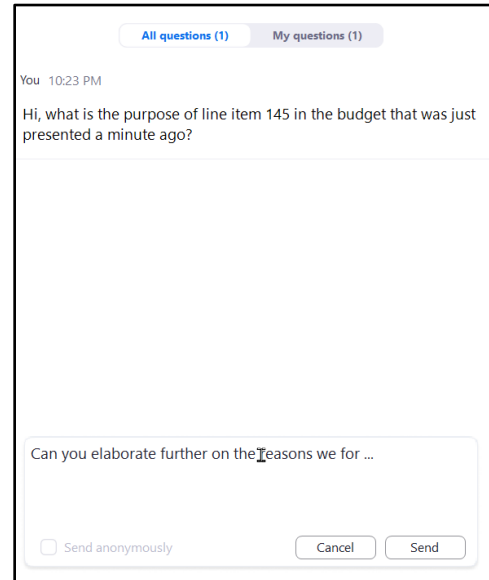 All questions (1) My questions (1)
You 10:23 PM
Hi, what is the purpose of line item 145 in the budget that was just
presented a minute ago?
Can you elaborate further on the reasons we for ...
Send anonymously Cancel Send